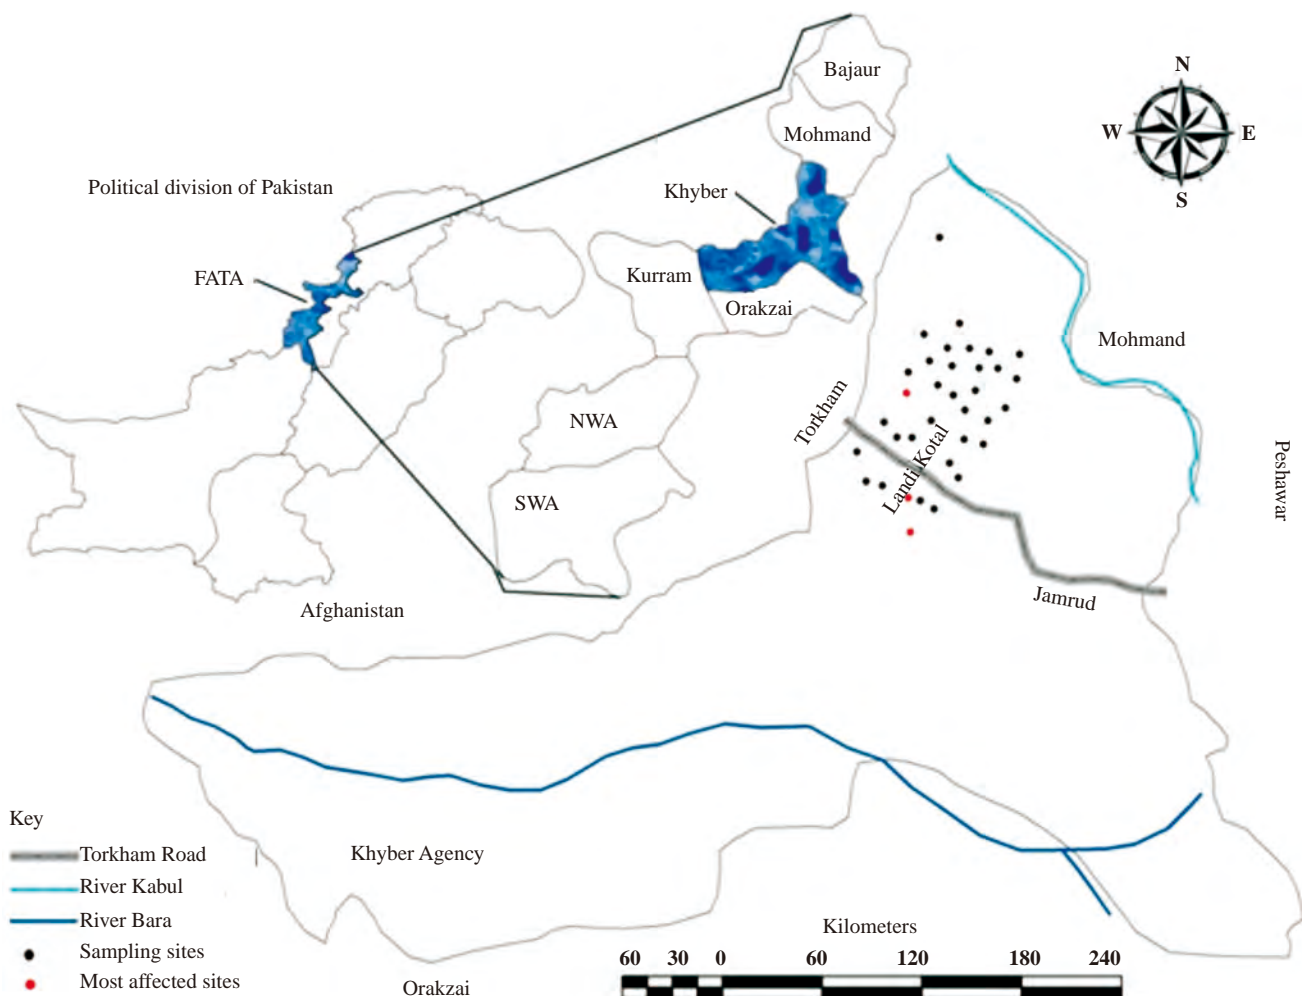 Bajaur
N
Mohmand
W
E
Political division of Pakistan
Khyber
S
FATA
Kurram
Orakzai
Mohmand
Torkham
NWA
Landi Kotal
Peshawar
SWA
Afghanistan
Jamrud
Key
Torkham Road
Khyber Agency
River Kabul
River Bara
Kilometers
Sampling sites
60 30 0 60 120 180 240
Most affected sites
Orakzai